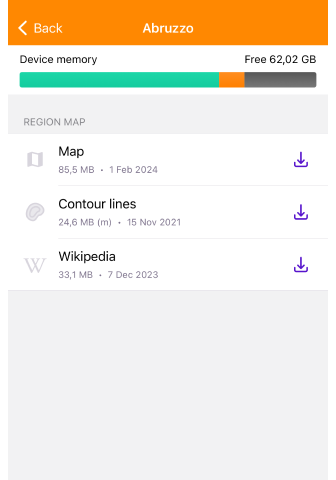 Back
Abruzzo
Device memory
Free 62,02 GB
REGION MAP
Map
85,5 MB • 1 Feb 2024
Contour lines
24,6 MB (m) • 15 Nov 2021
W
Wikipedia
33,1 MB • 7 Dec 2023